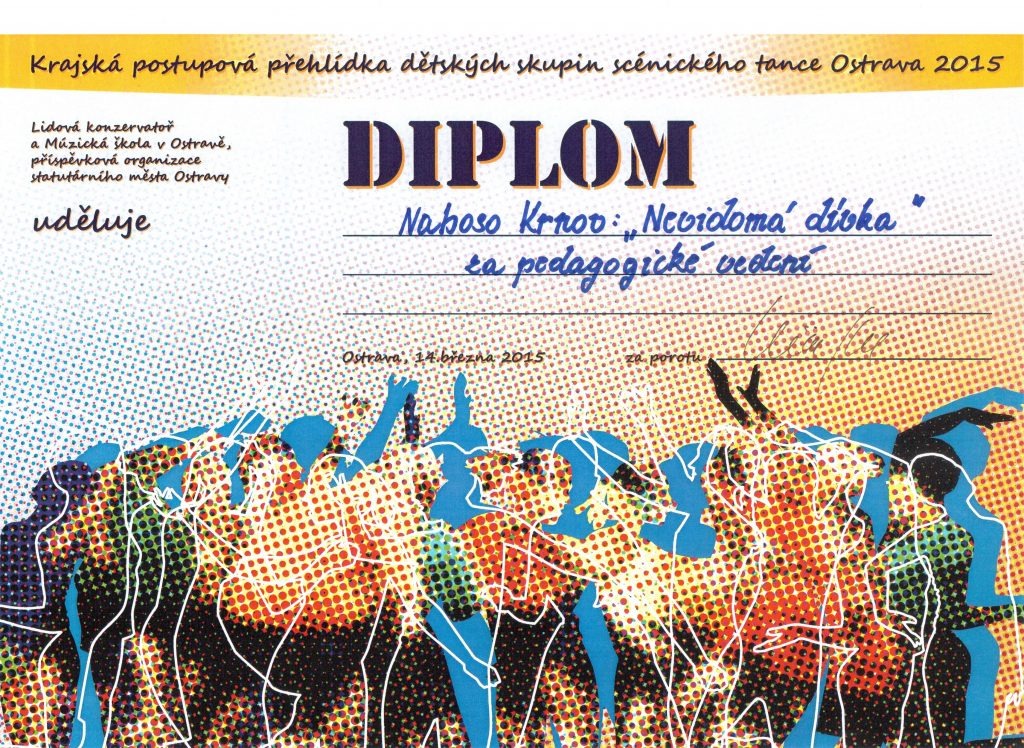 Krajská postupová přehlídka dětských skupin scénického tance Ostrava 2015
Lidová konzervatoř
a Múzická škola v Ostravě,
příspěvková organizace
statutárního města Ostravy
uděluje
DIPLOM
Naboso Krnov: „Nevidomá dívka“
za pedagogické vedení
Ostrava, 14.března 2015
za porotu